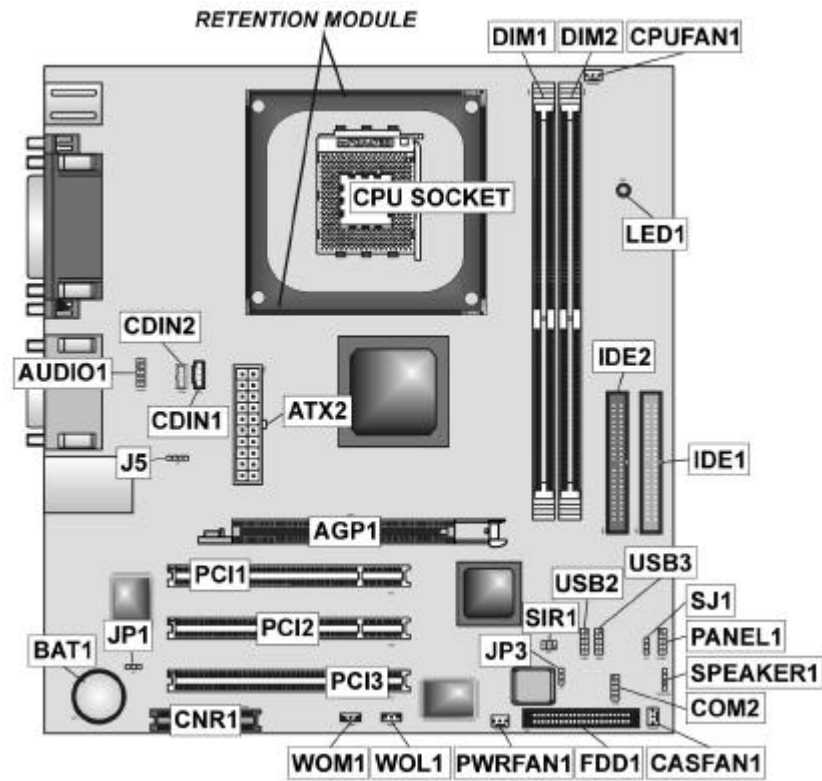 RETENTION MODULE
DIM1 DIM2 CPUFAN1
CPU SOCKET
LED1
CDIN2
AUDIO1
IDE2
CDIN1
ATX2
J5
IDE1
AGP1
PCI1
USB3
USB2
SJ1
SIR1
PCI2
PANEL1
JP1
JP3
BAT1
SPEAKER1
PCI3
COM2
CNR1
WOM1 WOL1 PWRFAN1 FDD1 CASFAN1